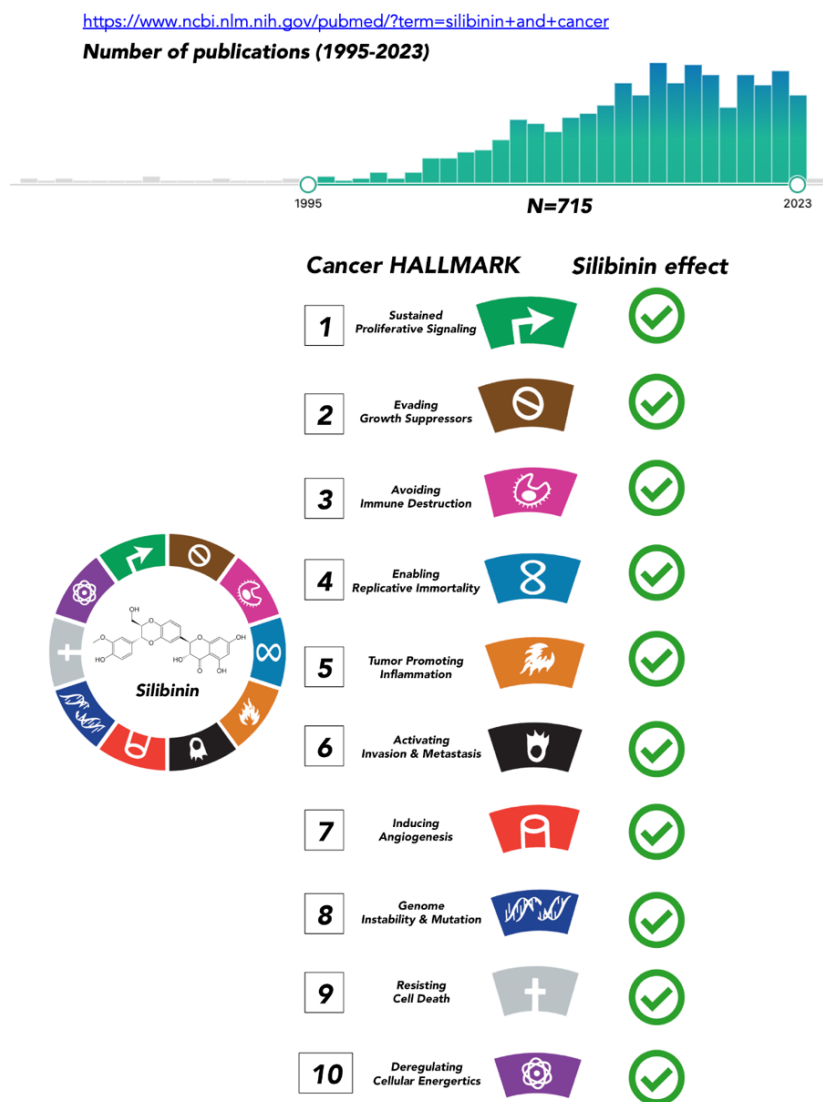 https://www.ncbi.nlm.nih.gov/pubmed/?term=silibinin+and+cancer
Number of publications (1995-2023)
1995
N=715
2023
Cancer HALLMARK
Silibinin effect
1
Sustained
Proliferative Signaling
2
Evading
Growth Suppressors
3
Avoiding
Immune Destruction
4
Enabling
Replicative Immortality
5
Tumor Promoting
Inflammation
6
Activating
Invasion & Metastasis
7
Inducing
Angiogenesis
8
Genome
Instability & Mutation
9
Resisting
Cell Death
10
Deregulating
Cellular Energertics
OH
HO
O
O
O
HO
O
OH
HO
O
OH
Silibinin